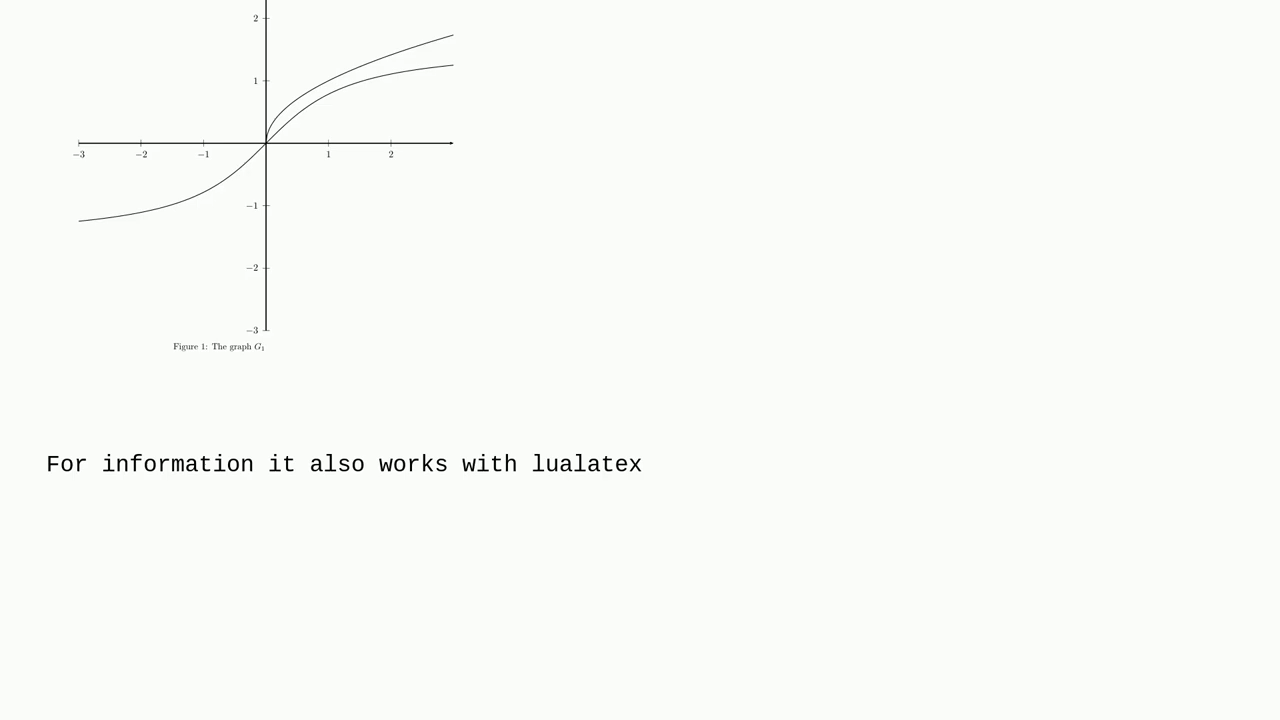 2
1
−3 −2 −1 1 2
−1
−2
−3
Figure 1: The graph G₁
For information it also works with lualatex